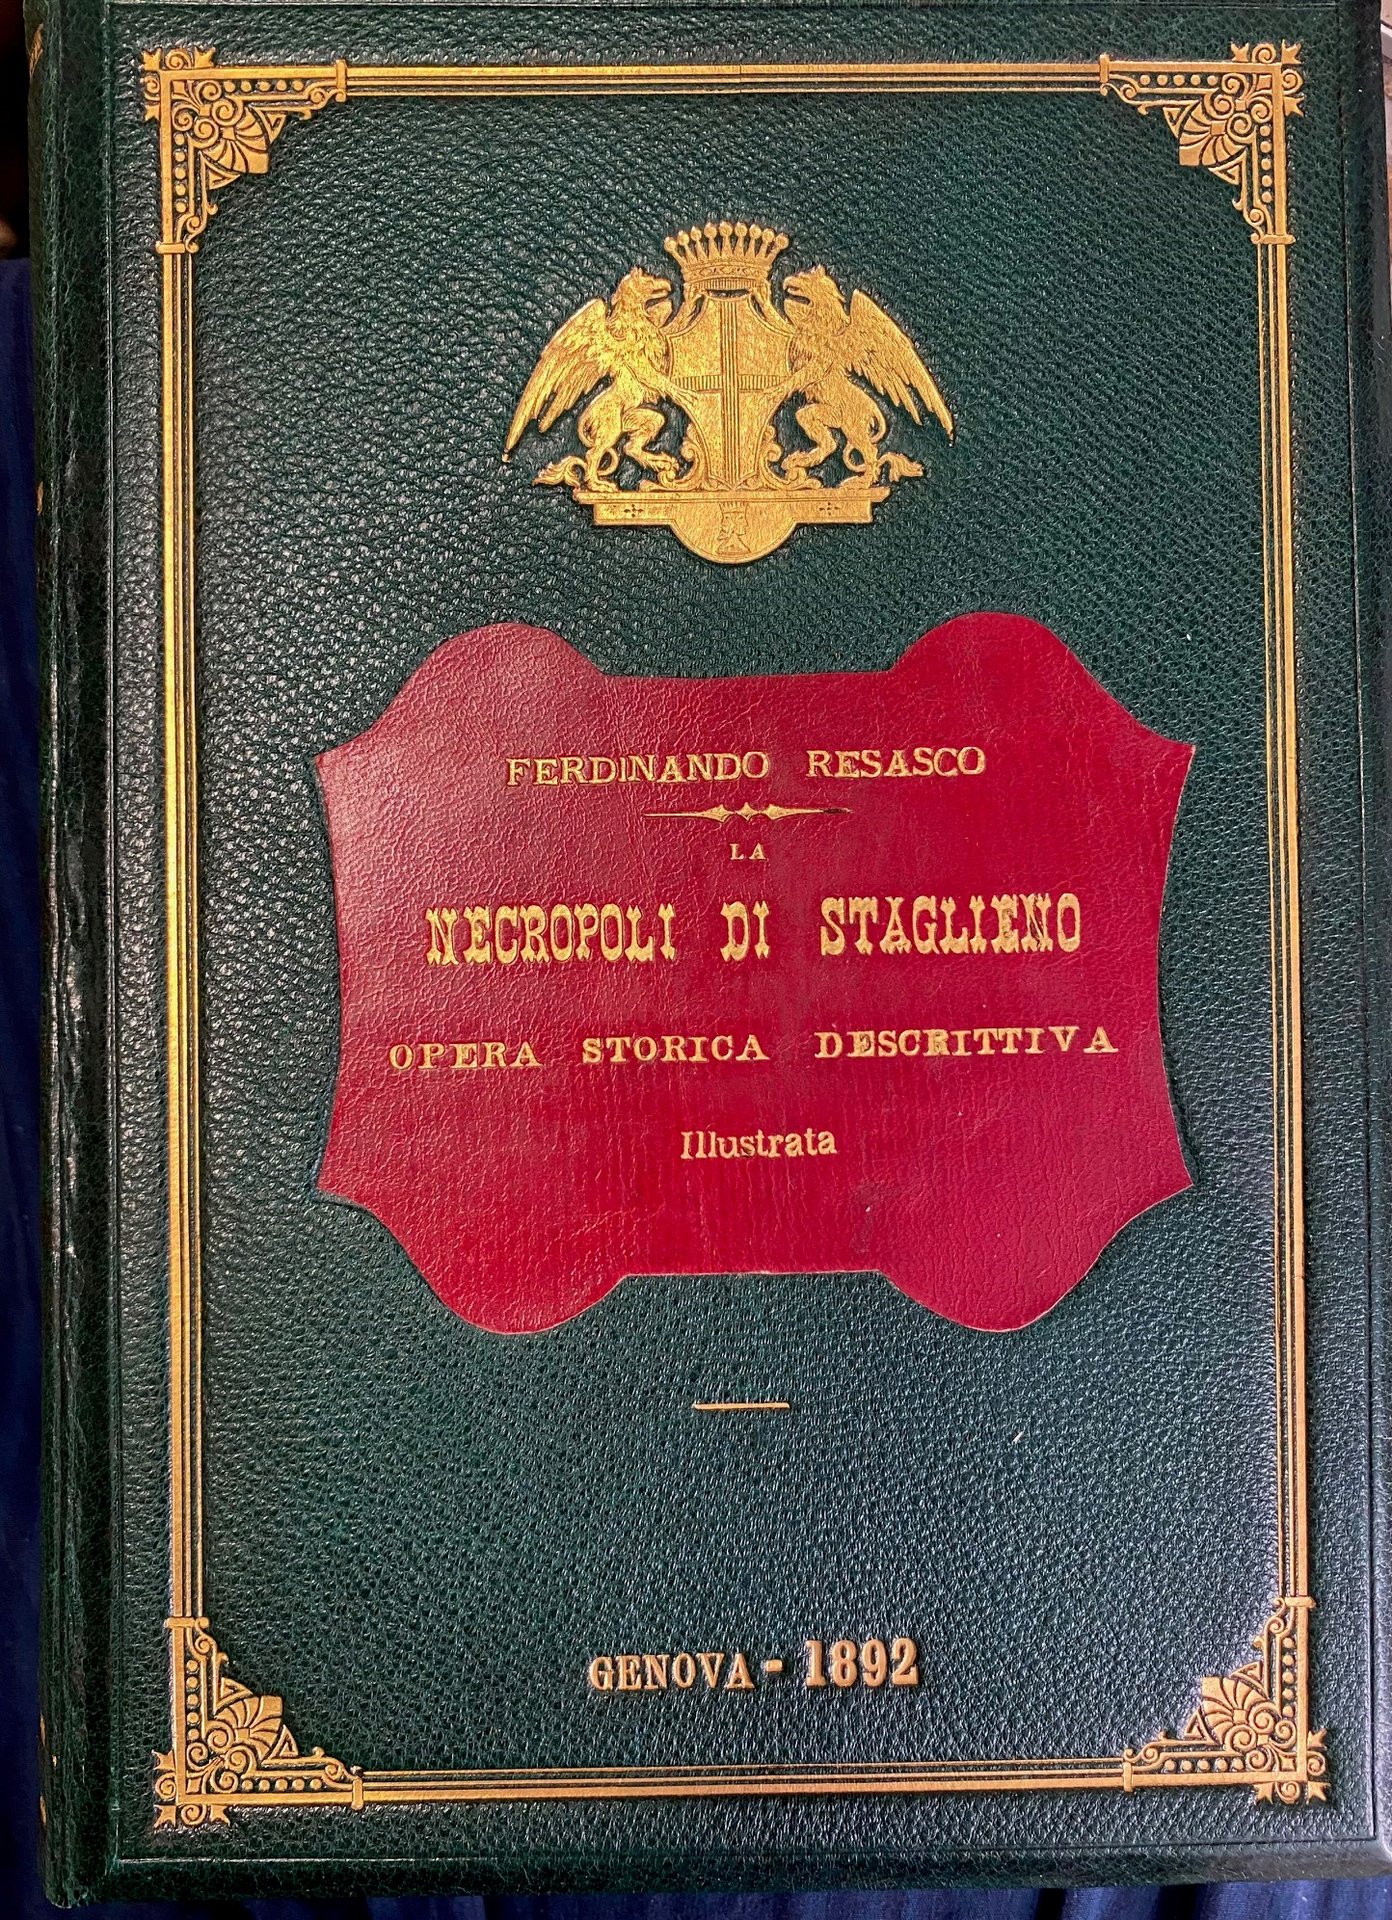 FERDINANDO RESASCO
LA
NECROPOLI DI STAGLIENO
OPERA STORICA DESCRITTIVA
Illustrata
GENOVA - 1892